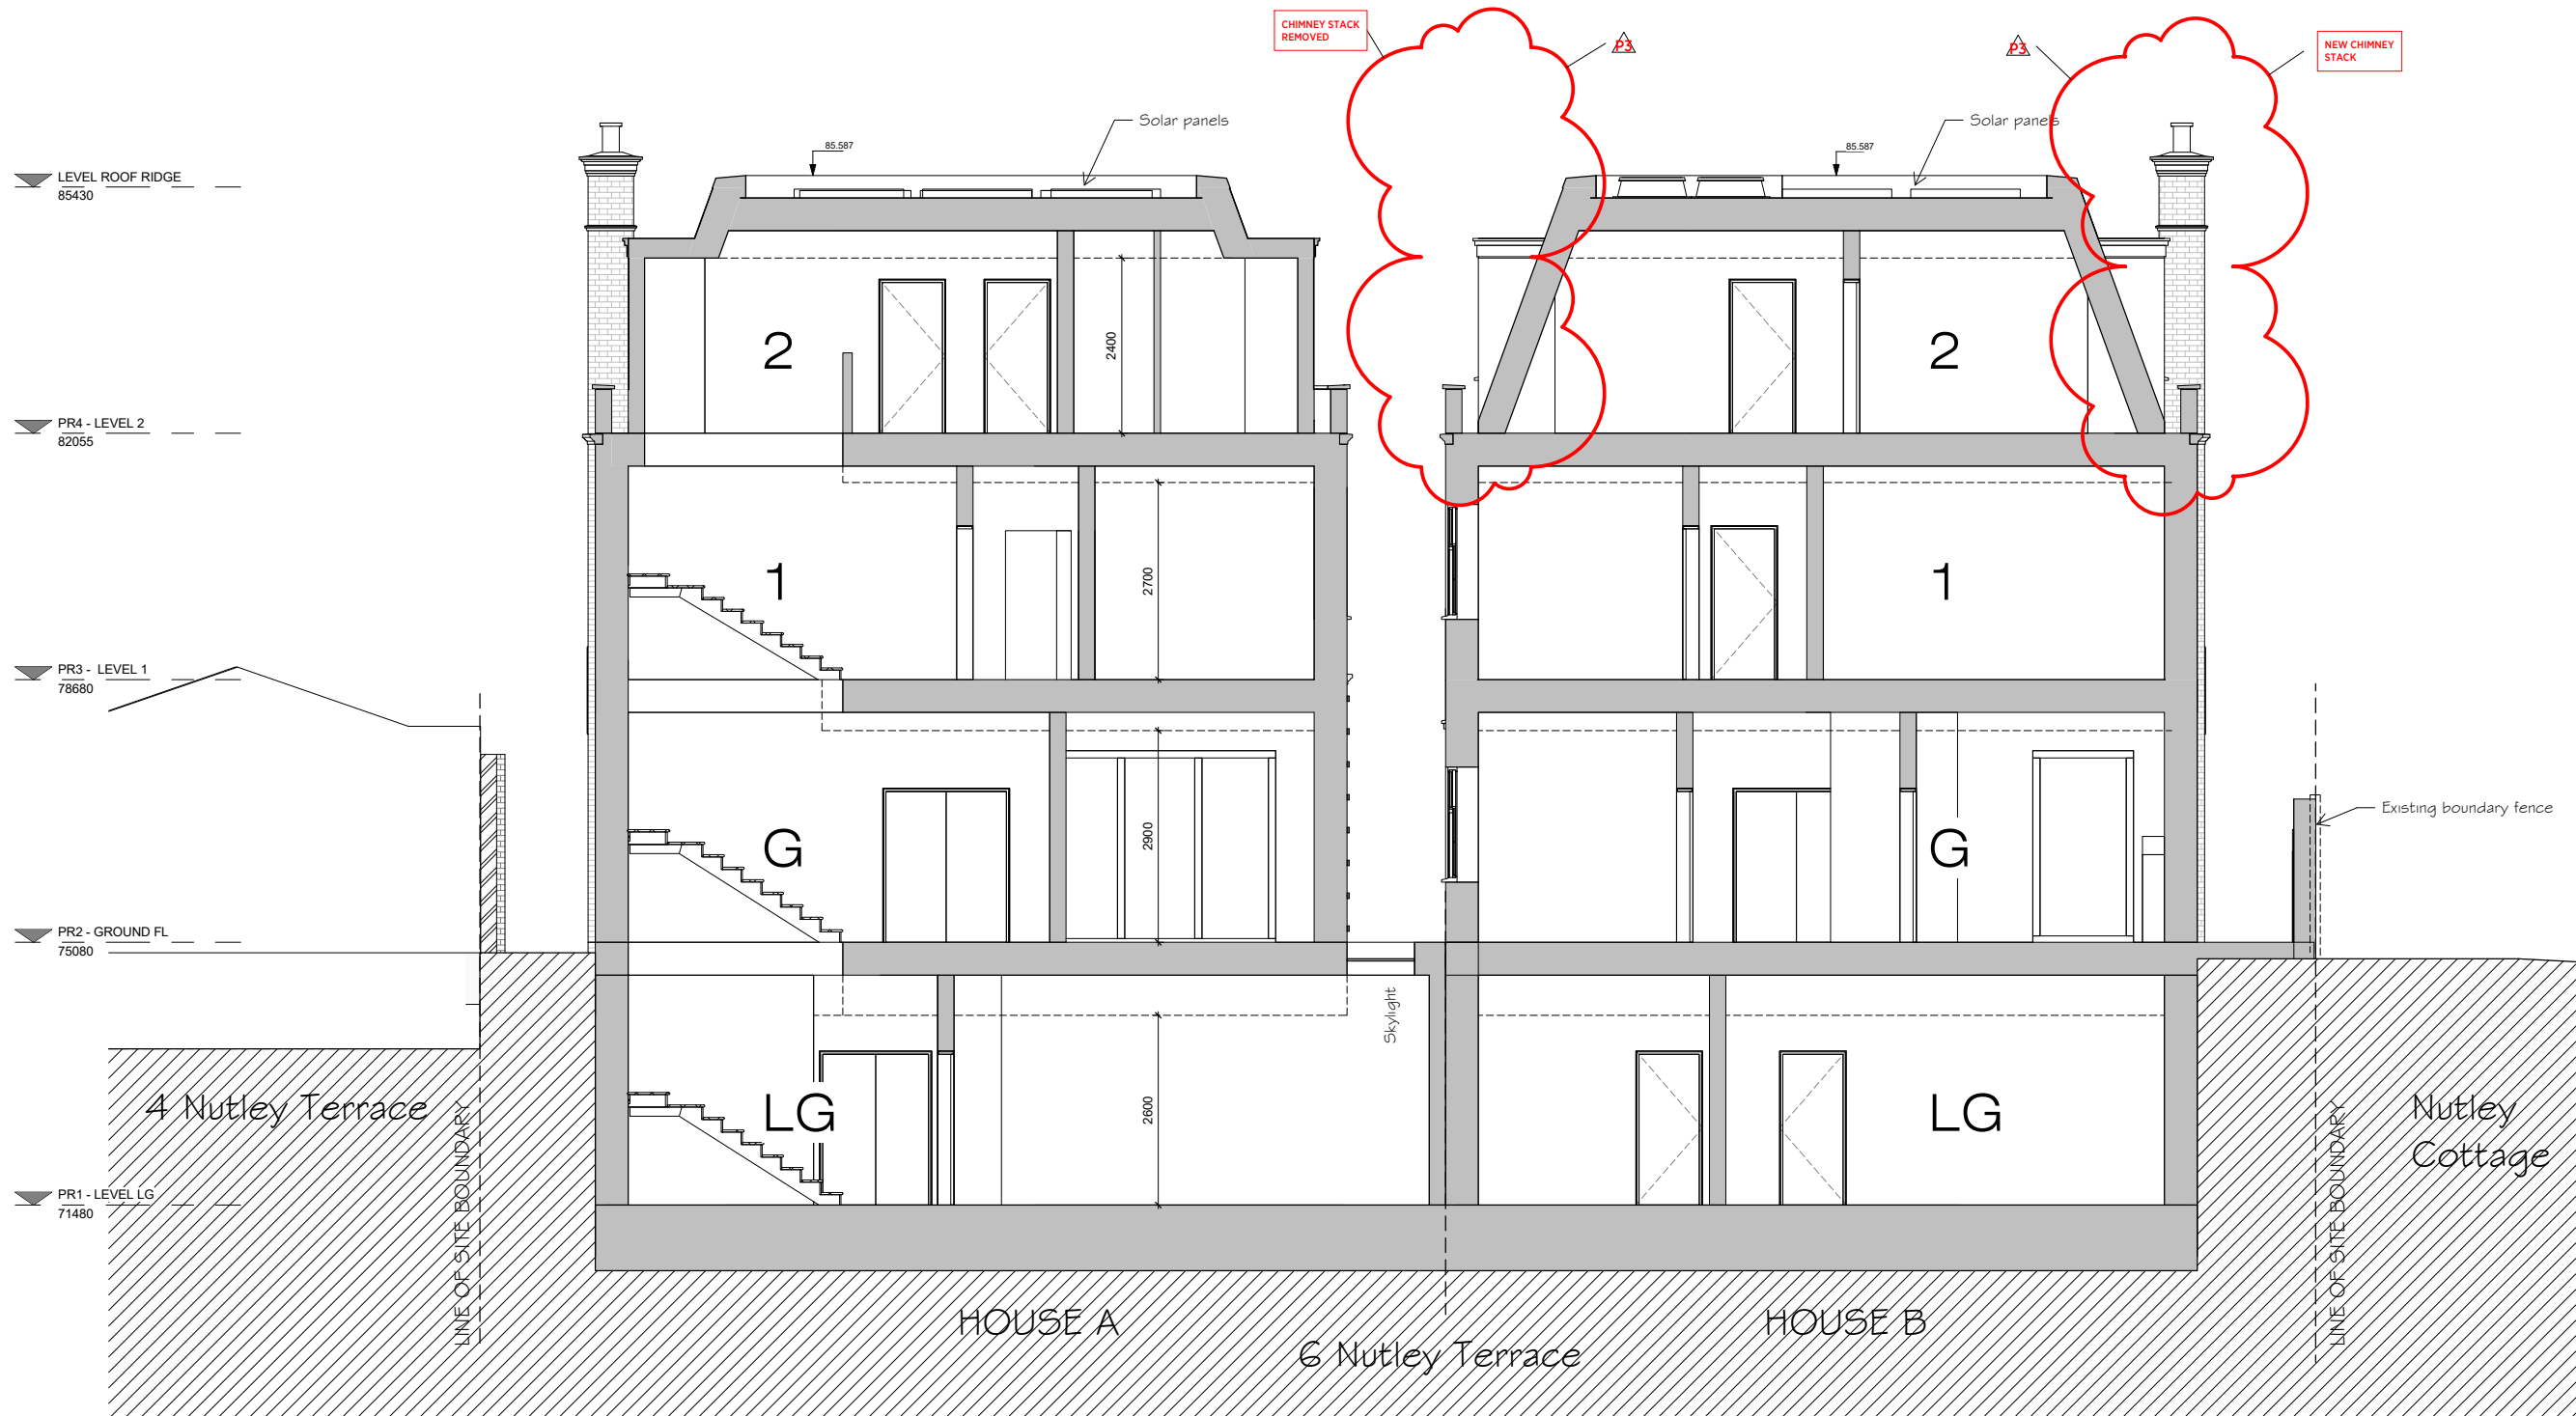 CHIMNEY STACK
REMOVED
P3
P3
NEW CHIMNEY
STACK
Solar panels
Solar panels
85.587
85.587
LEVEL ROOF RIDGE
85430
2
2400
2
PR4 - LEVEL 2
82055
1
2700
1
PR3 - LEVEL 1
78680
Existing boundary fence
G
2900
G
PR2 - GROUND FL
75080
Skylight
4 Nutley Terrace
LINE OF SITE BOUNDARY
LG
2600
LG
LINE OF SITE BOUNDARY
Nutley
Cottage
PR1 - LEVEL LG
71480
HOUSE A
HOUSE B
6 Nutley Terrace